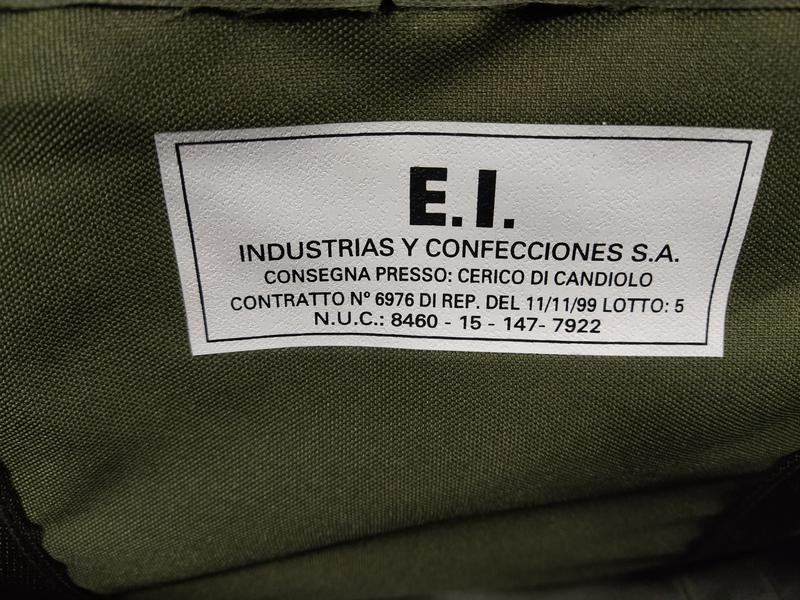 E.I.
INDUSTRIAS Y CONFECCIONES S.A.
CONSEGNA PRESSO: CERICO DI CANDIOLO
CONTRATTO Nº 6976 DI REP. DEL 11/11/99 LOTTO: 5
N.U.C.: 8460 - 15 - 147- 7922